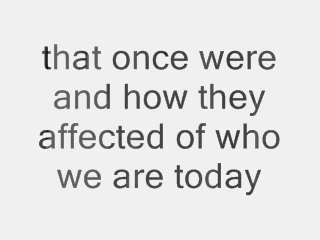 that once were
and how they
affected of who
we are today